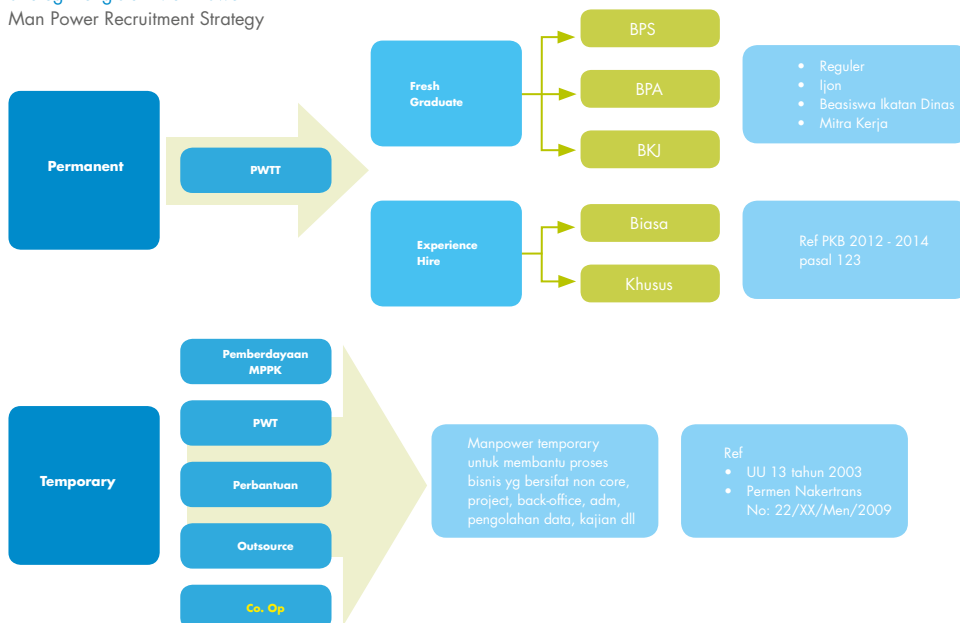 Man Power Recruitment Strategy
Permanent
PWTT
Fresh
Graduate
BPS
BPA
BKJ
• Reguler
• Ijon
• Beasiswa Ikatan Dinas
• Mitra Kerja
Experience
Hire
Biasa
Khusus
Ref PKB 2012 - 2014
pasal 123
Temporary
Pemberdayaan
MPPK
PWT
Perbantuan
Outsource
Co. Op
Manpower temporary
untuk membantu proses
bisnis yg bersifat non core,
project, back-office, adm,
pengolahan data, kajian dll
Ref
• UU 13 tahun 2003
• Permen Nakertrans
No: 22/XX/Men/2009